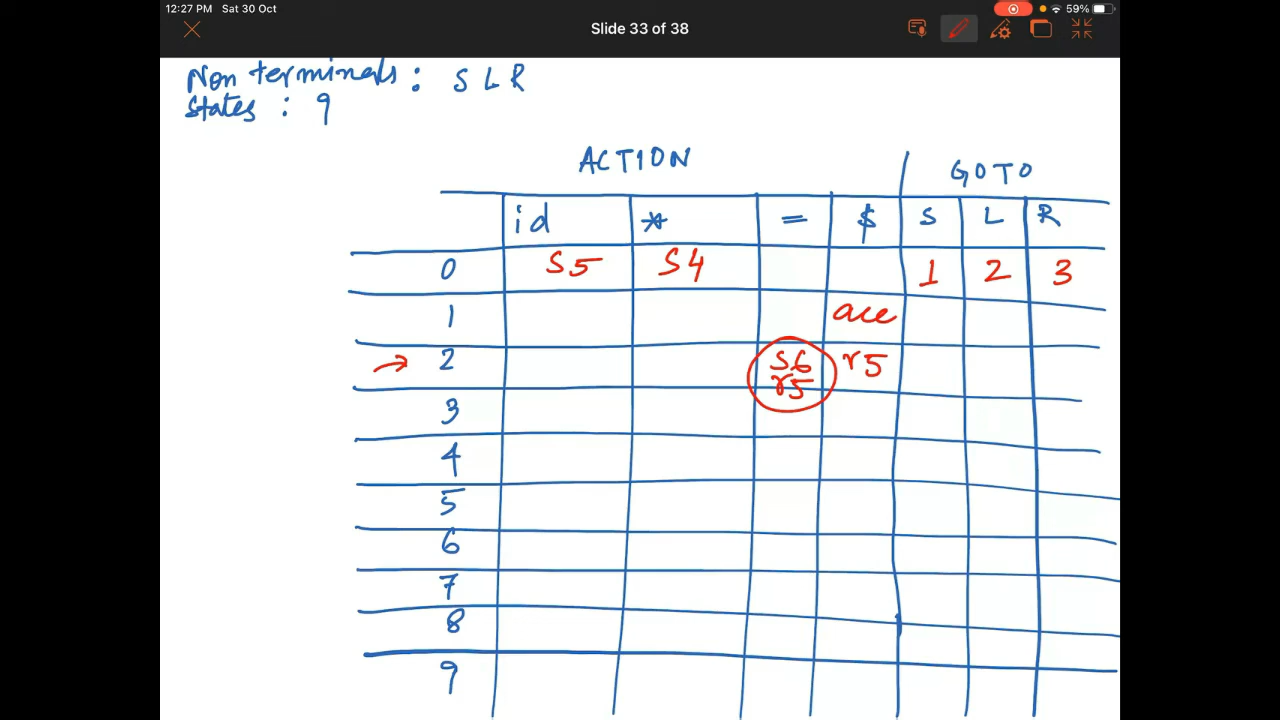 12:27 PM Sat 30 Oct 59%
Slide 33 of 38
Non terminals : S L R
States : 9
ACTION GOTO
id * = $ S L R
0 S5 S4 1 2 3
1 acc
2 S6 r5
r5
3
4
5
6
7
8
9